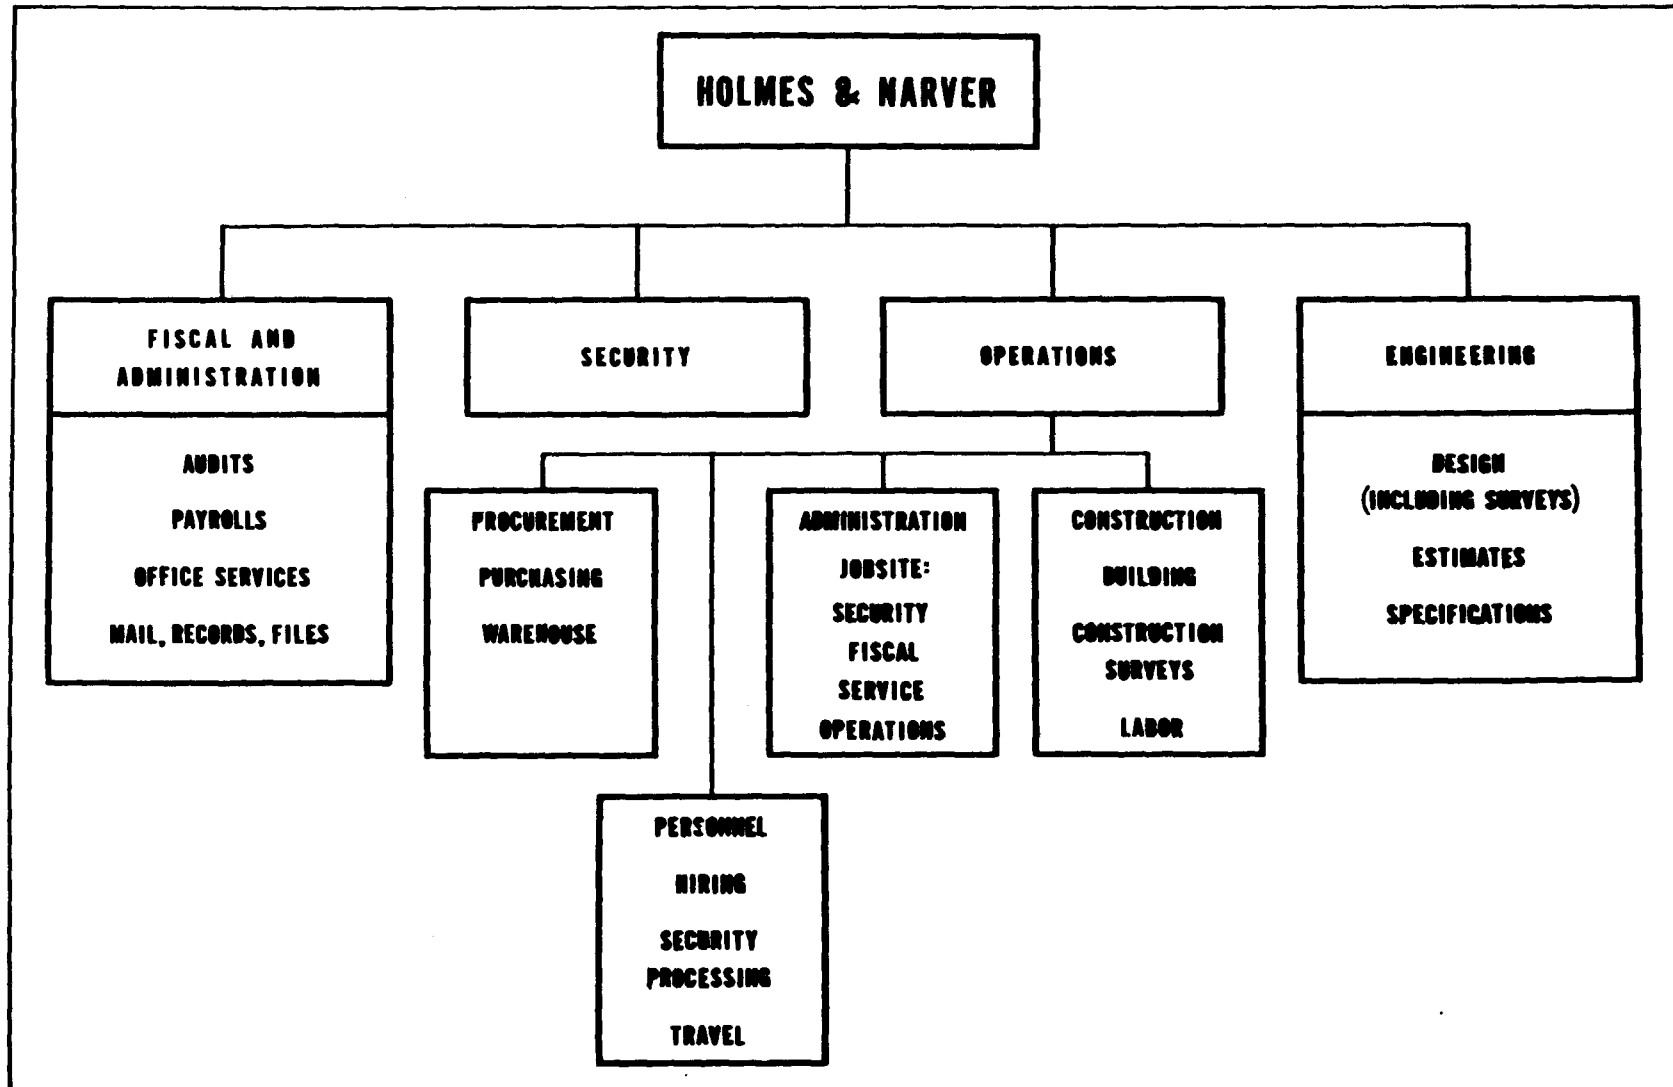 HOLMES & NARVER
FISCAL AND
ADMINISTRATION
AUDITS
PAYROLLS
OFFICE SERVICES
MAIL, RECORDS, FILES
SECURITY
OPERATIONS
PROCUREMENT
PURCHASING
WAREHOUSE
PERSONNEL
HIRING
SECURITY
PROCESSING
TRAVEL
ADMINISTRATION
JOBSITE:
SECURITY
FISCAL
SERVICE
OPERATIONS
CONSTRUCTION
BUILDING
CONSTRUCTION
SURVEYS
LABOR
ENGINEERING
DESIGN
(INCLUDING SURVEYS)
ESTIMATES
SPECIFICATIONS